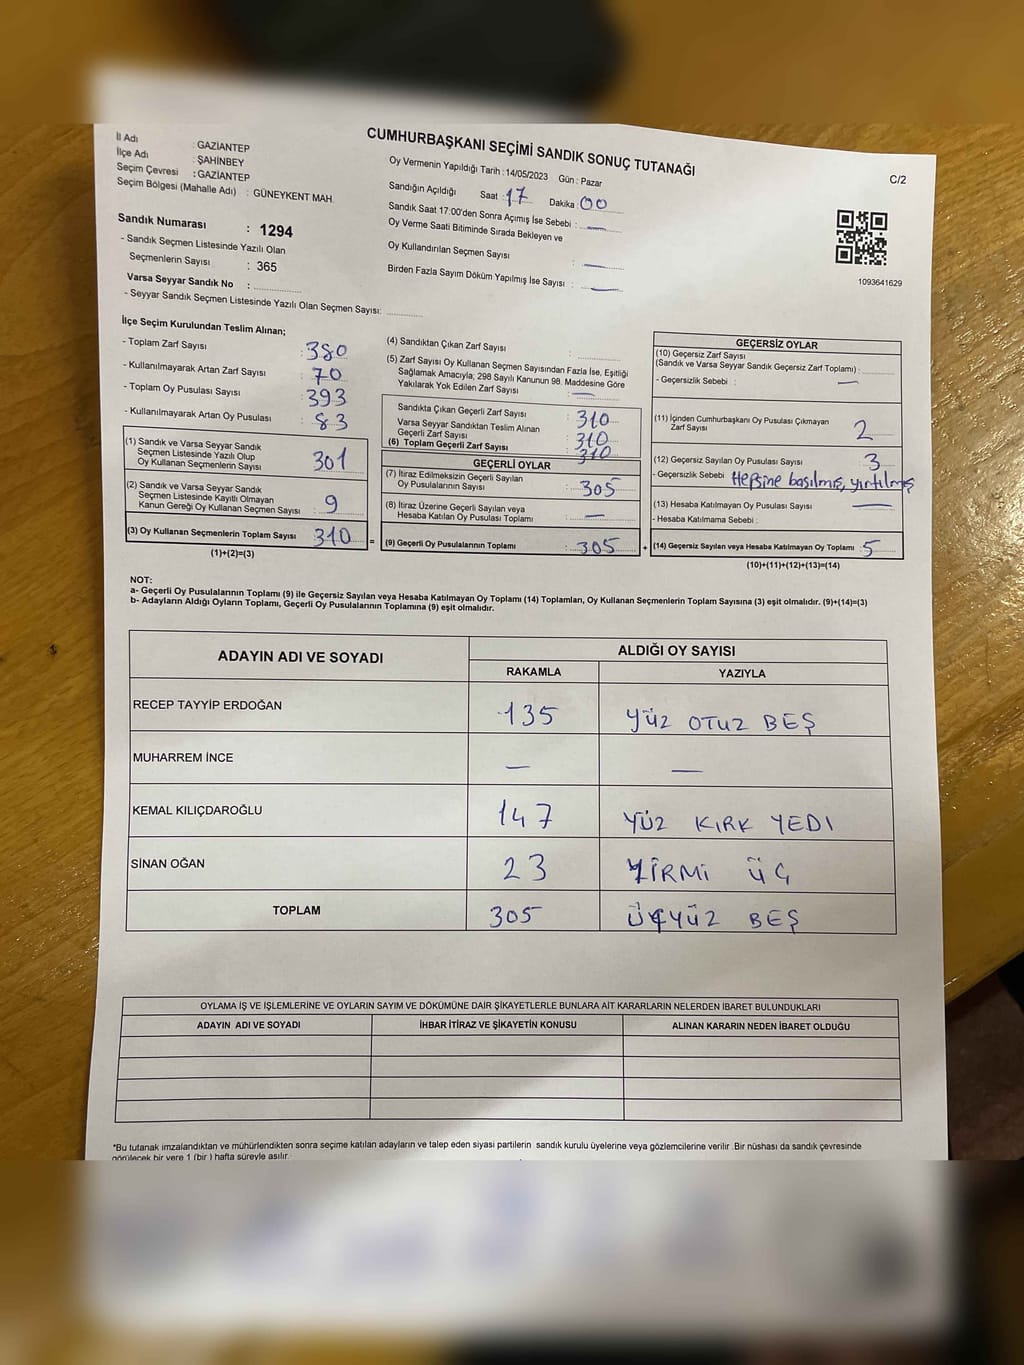 CUMHURBAŞKANI SEÇİMİ SANDIK SONUÇ TUTANAĞI
C/2
İl Adı : GAZİANTEP
İlçe Adı : ŞAHİNBEY
Seçim Çevresi : GAZİANTEP
Seçim Bölgesi (Mahalle Adı) : GÜNEYKENT MAH.
Sandık Numarası : 1294
- Sandık Seçmen Listesinde Yazılı Olan
Seçmenlerin Sayısı : 365
Varsa Seyyar Sandık No :
- Seyyar Sandık Seçmen Listesinde Yazılı Olan Seçmen Sayısı:
Oy Vermenin Yapıldığı Tarih : 14/05/2023 Gün : Pazar
Sandığın Açıldığı Saat : 17 Dakika : 00
Sandık Saat 17:00'den Sonra Açımış İse Sebebi : —
Oy Verme Saati Bitiminde Sırada Bekleyen ve
Oy Kullandırılan Seçmen Sayısı : —
Birden Fazla Sayım Döküm Yapılmış İse Sayısı : —
1093641629
İlçe Seçim Kurulundan Teslim Alınan;
- Toplam Zarf Sayısı : 380
- Kullanılmayarak Artan Zarf Sayısı : 70
- Toplam Oy Pusulası Sayısı : 393
- Kullanılmayarak Artan Oy Pusulası : 83
(1) Sandık ve Varsa Seyyar Sandık
Seçmen Listesinde Yazılı Olup
Oy Kullanan Seçmenlerin Sayısı 301
(2) Sandık ve Varsa Seyyar Sandık
Seçmen Listesinde Kayıtlı Olmayan
Kanun Gereği Oy Kullanan Seçmen Sayısı : 9
(3) Oy Kullanan Seçmenlerin Toplam Sayısı : 310 =
(1)+(2)=(3)
(4) Sandıktan Çıkan Zarf Sayısı :
(5) Zarf Sayısı Oy Kullanan Seçmen Sayısından Fazla İse, Eşitliği
Sağlamak Amacıyla; 298 Sayılı Kanunun 98. Maddesine Göre
Yakılarak Yok Edilen Zarf Sayısı : —
Sandıkta Çıkan Geçerli Zarf Sayısı : 310
Varsa Seyyar Sandıktan Teslim Alınan
Geçerli Zarf Sayısı : 310
(6) Toplam Geçerli Zarf Sayısı : 310
GEÇERLİ OYLAR
(7) İtiraz Edilmeksizin Geçerli Sayılan
Oy Pusulalarının Sayısı : 305
(8) İtiraz Üzerine Geçerli Sayılan veya
Hesaba Katılan Oy Pusulası Toplamı : —
(9) Geçerli Oy Pusulalarının Toplamı : 305 +
GEÇERSİZ OYLAR
(10) Geçersiz Zarf Sayısı
(Sandık ve Varsa Seyyar Sandık Geçersiz Zarf Toplamı) :
- Geçersizlik Sebebi : —
(11) İçinden Cumhurbaşkanı Oy Pusulası Çıkmayan
Zarf Sayısı 2
(12) Geçersiz Sayılan Oy Pusulası Sayısı : 3
- Geçersizlik Sebebi : Hepsine basılmış, yırtılmış
(13) Hesaba Katılmayan Oy Pusulası Sayısı : —
- Hesaba Katılmama Sebebi :
(14) Geçersiz Sayılan veya Hesaba Katılmayan Oy Toplamı : 5
(10)+(11)+(12)+(13)=(14)
NOT:
a- Geçerli Oy Pusulalarının Toplamı (9) ile Geçersiz Sayılan veya Hesaba Katılmayan Oy Toplamı (14) Toplamları, Oy Kullanan Seçmenlerin Toplam Sayısına (3) eşit olmalıdır. (9)+(14)=(3)
b- Adayların Aldığı Oyların Toplamı, Geçerli Oy Pusulalarının Toplamına (9) eşit olmalıdır.
ADAYIN ADI VE SOYADI ALDIĞI OY SAYISI
RAKAMLA YAZIYLA
RECEP TAYYİP ERDOĞAN 135 YÜZ OTUZ BEŞ
MUHARREM İNCE — —
KEMAL KILIÇDAROĞLU 147 YÜZ KIRK YEDİ
SİNAN OĞAN 23 YİRMİ ÜÇ
TOPLAM 305 ÜÇYÜZ BEŞ
OYLAMA İŞ VE İŞLEMLERİNE VE OYLARIN SAYIM VE DÖKÜMÜNE DAİR ŞİKAYETLERLE BUNLARA AİT KARARLARIN NELERDEN İBARET BULUNDUKLARI
ADAYIN ADI VE SOYADI İHBAR İTİRAZ VE ŞİKAYETİN KONUSU ALINAN KARARIN NEDEN İBARET OLDUĞU
*Bu tutanak imzalandıktan ve mühürlendikten sonra seçime katılan adayların ve talep eden siyasi partilerin sandık kurulu üyelerine veya gözlemcilerine verilir .Bir nüshası da sandık çevresinde
görülecek bir yere 1 (bir ) hafta süreyle asılır.